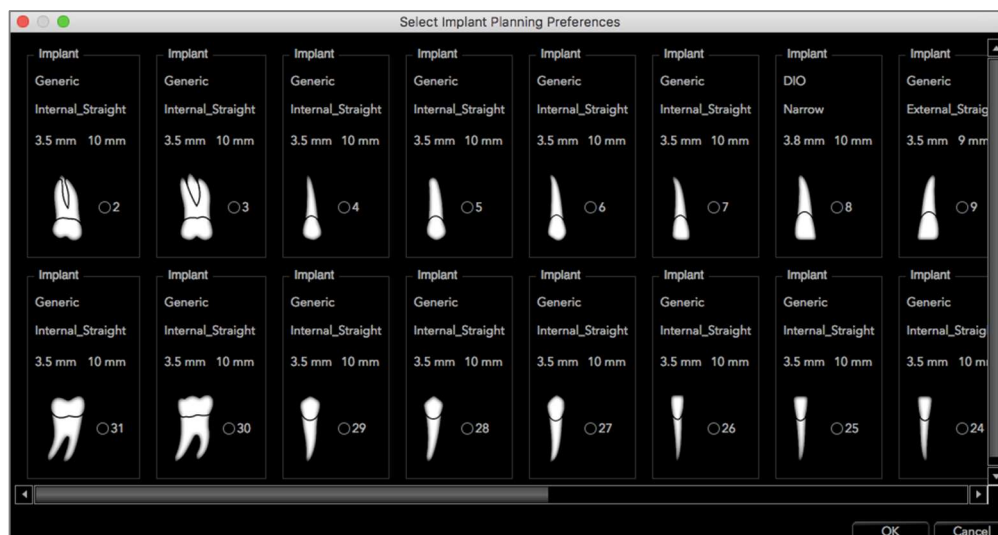 Select Implant Planning Preferences
Implant Implant Implant Implant Implant Implant Implant Implant
Generic Generic Generic Generic Generic Generic DIO Generic
Internal_Straight Internal_Straight Internal_Straight Internal_Straight Internal_Straight Internal_Straight Narrow External_Straig
3.5 mm 10 mm 3.5 mm 10 mm 3.5 mm 10 mm 3.5 mm 10 mm 3.5 mm 10 mm 3.5 mm 10 mm 3.8 mm 10 mm 3.5 mm 9 mm
2 3 4 5 6 7 8 9
Implant Implant Implant Implant Implant Implant Implant Implant
Generic Generic Generic Generic Generic Generic Generic Generic
Internal_Straight Internal_Straight Internal_Straight Internal_Straight Internal_Straight Internal_Straight Internal_Straight Internal_Straig
3.5 mm 10 mm 3.5 mm 10 mm 3.5 mm 10 mm 3.5 mm 10 mm 3.5 mm 10 mm 3.5 mm 10 mm 3.5 mm 10 mm 3.5 mm 10 m
31 30 29 28 27 26 25 24
OK Cancel